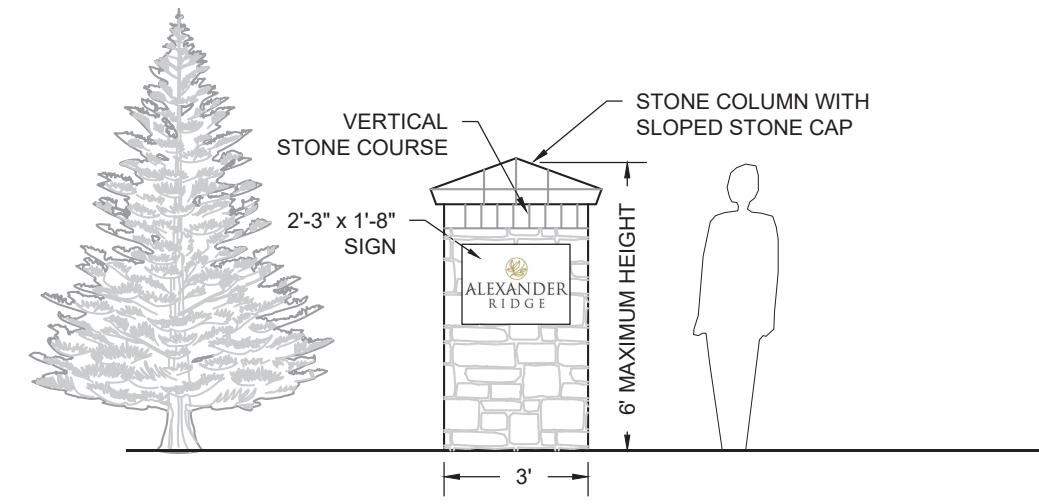 STONE COLUMN WITH
SLOPED STONE CAP
VERTICAL
STONE COURSE
2'-3" x 1'-8"
SIGN
ALEXANDER
RIDGE
6' MAXIMUM HEIGHT
3'